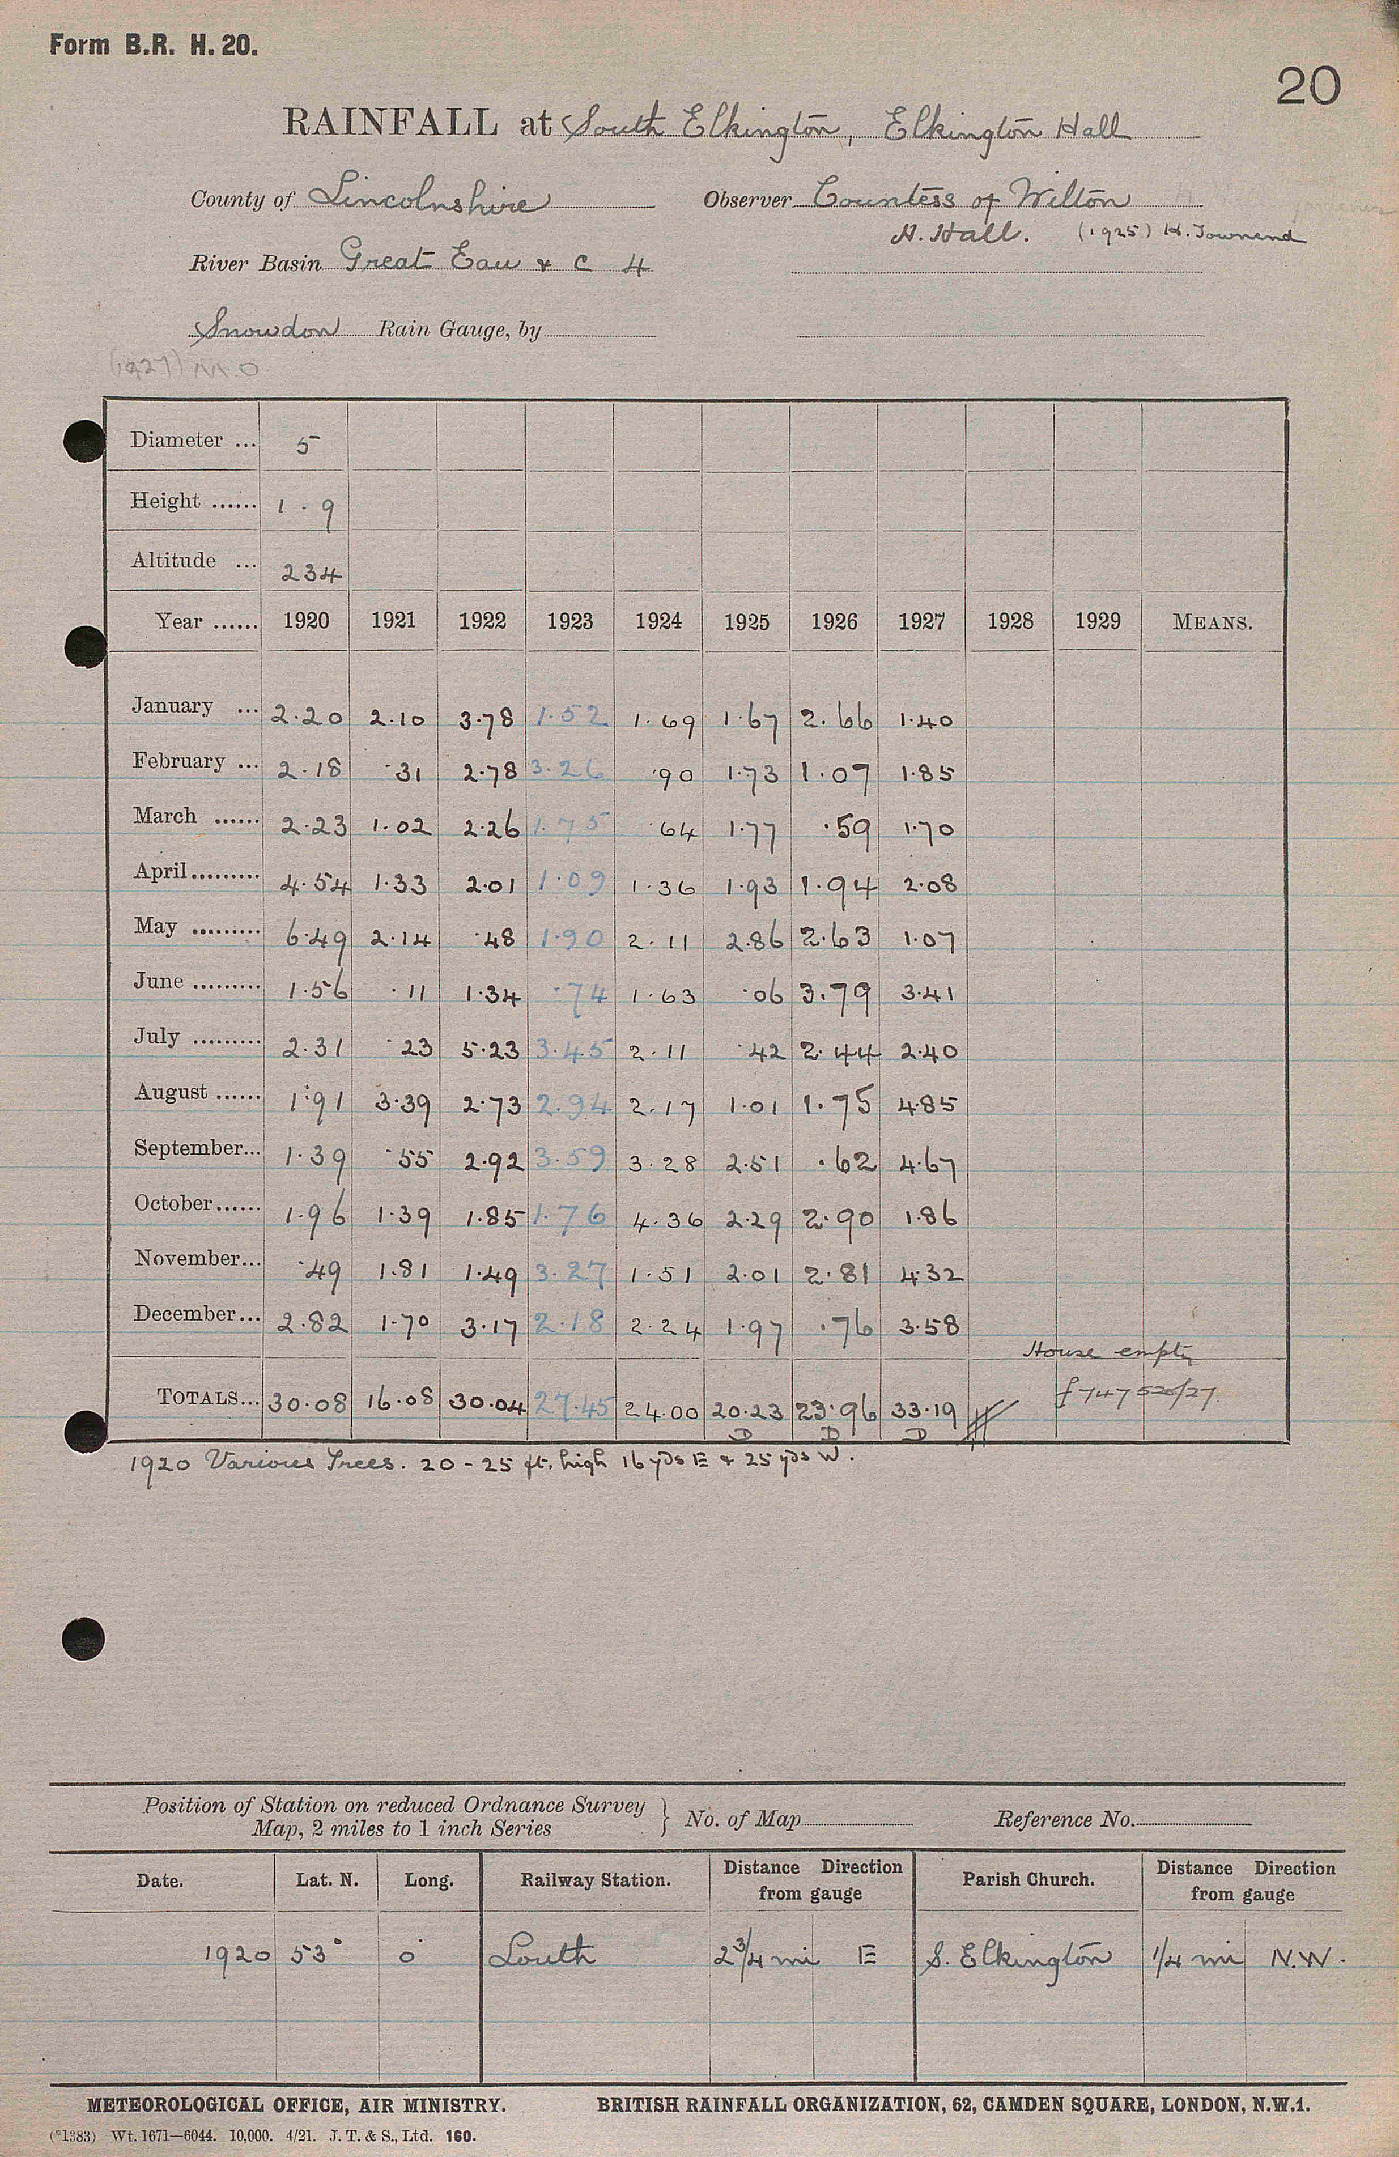 Form B.R. H. 20.
20
RAINFALL at South Elkington, Elkington Hall
County of Lincolnshire Observer Countess of Wilton
H. Hall. (1925) H. Townend
River Basin Great Eau & C 4
Snowdon Rain Gauge, by
(1927) M.O
Diameter ... 5
Height ...... 1.9
Altitude ... 234
Year ...... 1920 1921 1922 1923 1924 1925 1926 1927 1928 1929 MEANS.
January ... 2.20 2.10 3.78 1.52 1.69 1.67 2.66 1.40
February ... 2.18 .31 2.78 3.26 .90 1.73 1.07 1.85
March ...... 2.23 1.02 2.26 1.75 .64 1.77 .59 1.70
April ......... 4.54 1.33 2.01 1.09 1.36 1.93 1.94 2.08
May ......... 6.49 2.14 .48 1.90 2.11 2.86 2.63 1.07
June ......... 1.56 .11 1.34 .74 1.63 .06 3.79 3.41
July ......... 2.31 .23 5.23 3.45 2.11 .42 2.44 2.40
August ...... 1.91 3.39 2.73 2.94 2.17 1.01 1.75 4.85
September... 1.39 .55 2.92 3.59 3.28 2.51 .62 4.67
October ...... 1.96 1.39 1.85 1.76 4.36 2.29 2.90 1.86
November... .49 1.81 1.49 3.27 1.51 2.01 2.81 4.32
December... 2.82 1.70 3.17 2.18 2.24 1.97 .76 3.58
House empty
TOTALS... 30.08 16.08 30.04 27.45 24.00 20.23 23.96 33.19
D D D
1920 Various Trees. 20 - 25 ft. high 16 yds E & 25 yds W.
Position of Station on reduced Ordnance Survey
Map, 2 miles to 1 inch Series } No. of Map Reference No.
Date. Lat. N. Long. Railway Station. Distance Direction from gauge Parish Church. Distance Direction from gauge
1920 53° 0° Louth 2 3/4 mi E S. Elkington 1/4 mi N.W.
METEOROLOGICAL OFFICE, AIR MINISTRY. BRITISH RAINFALL ORGANIZATION, 62, CAMDEN SQUARE, LONDON, N.W.1.
(*1383) Wt. 1671—6044. 10,000. 4/21. J. T. & S., Ltd. 160.